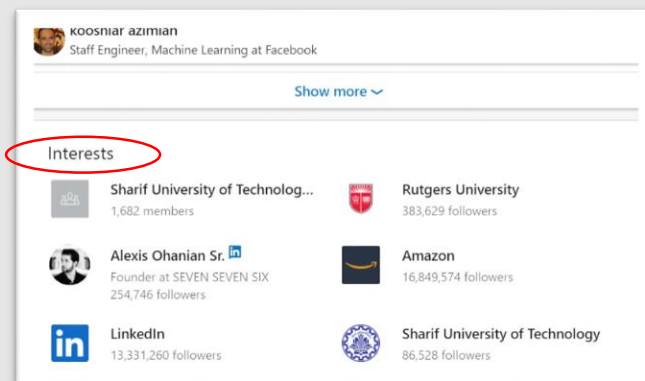 kooshiar azimian
Staff Engineer, Machine Learning at Facebook
Show more
Interests
Sharif University of Technolog...
1,682 members
Rutgers University
383,629 followers
Alexis Ohanian Sr. in
Founder at SEVEN SEVEN SIX
254,746 followers
Amazon
16,849,574 followers
in
LinkedIn
13,331,260 followers
Sharif University of Technology
86,528 followers